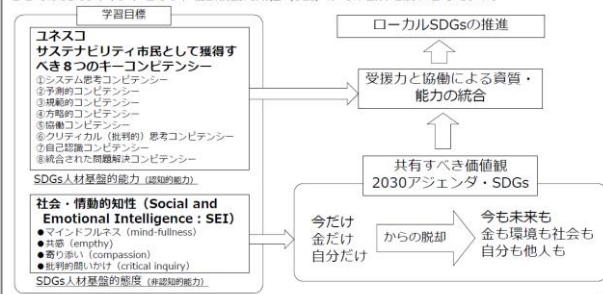 学習目標
ユネスコ
サステナビリティ市民として獲得す
べき８つのキーコンピテンシー
①システム思考コンピテンシー
②予測的コンピテンシー
③規範的コンピテンシー
④方略的コンピテンシー
⑤協働コンピテンシー
⑥クリティカル（批判的）思考コンピテンシー
⑦自己認識コンピテンシー
⑧統合された問題解決コンピテンシー
SDGs人材基盤的能力（認知的能力）
社会・情動的知性（Social and
Emotional Intelligence：SEI）
●マインドフルネス（mind-fullness）
●共感（empthy）
●寄り添い（compassion）
●批判的問いかけ（critical inquiry）
SDGs人材基盤的態度（非認知的能力）
ローカルSDGsの推進
受援力と協働による資質・
能力の統合
共有すべき価値観
2030アジェンダ・SDGs
今だけ
金だけ
自分だけ
からの脱却
今も未来も
金も環境も社会も
自分も他人も